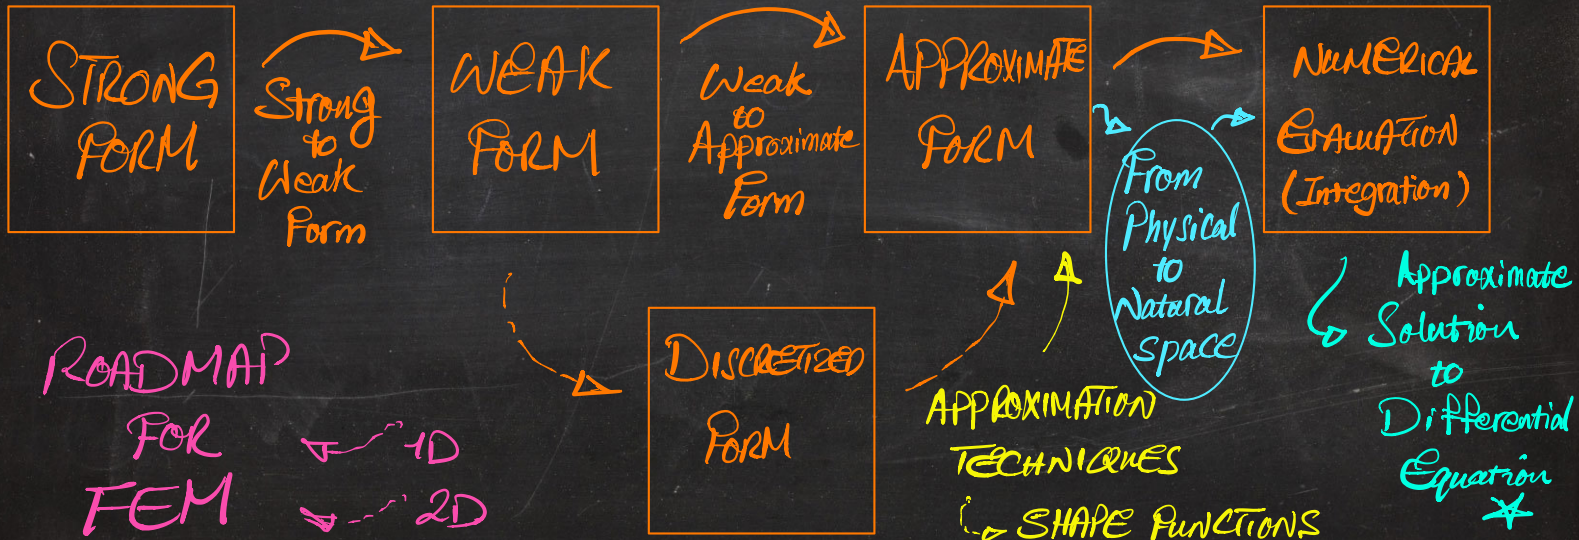 STRONG
FORM
Strong
to
Weak
Form
WEAK
FORM
Weak
to
Approximate
Form
APPROXIMATE
FORM
From
Physical
to
Natural
space
NUMERICAL
EVALUATION
(Integration)
DISCRETIZED
FORM
APPROXIMATION
TECHNIQUES
SHAPE FUNCTIONS
Approximate
Solution
to
Differential
Equation
ROADMAP
FOR
FEM
1D
2D